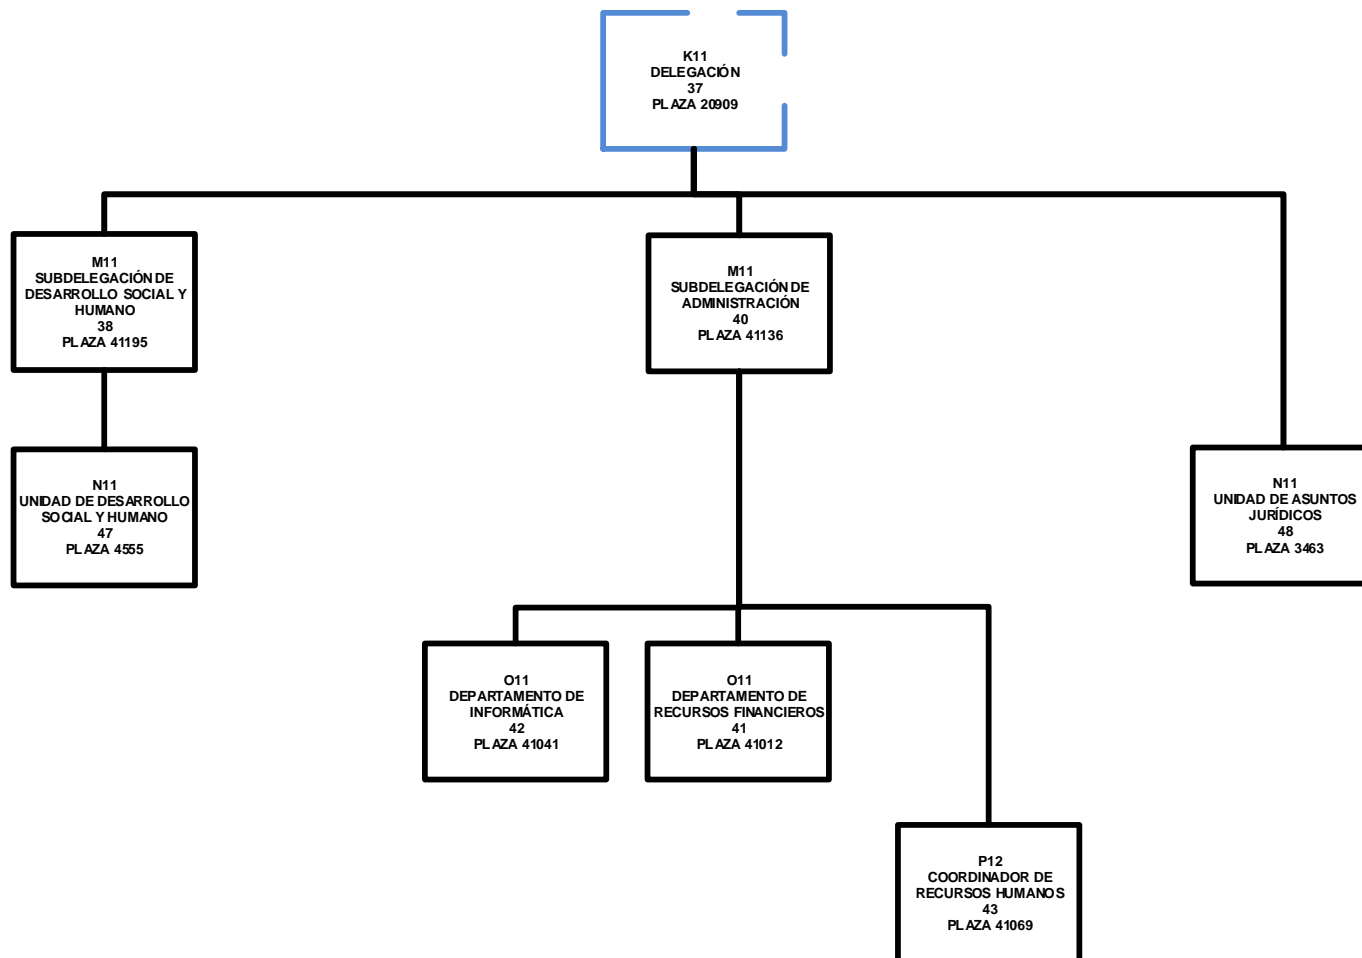 K11
DELEGACIÓN
37
PLAZA 20909
M11
SUBDELEGACIÓN DE
DESARROLLO SOCIAL Y
HUMANO
38
PLAZA 41195
M11
SUBDELEGACIÓN DE
ADMINISTRACIÓN
40
PLAZA 41136
N11
UNIDAD DE DESARROLLO
SOCIAL Y HUMANO
47
PLAZA 4555
N11
UNIDAD DE ASUNTOS
JURÍDICOS
48
PLAZA 3463
O11
DEPARTAMENTO DE
INFORMÁTICA
42
PLAZA 41041
O11
DEPARTAMENTO DE
RECURSOS FINANCIEROS
41
PLAZA 41012
P12
COORDINADOR DE
RECURSOS HUMANOS
43
PLAZA 41069